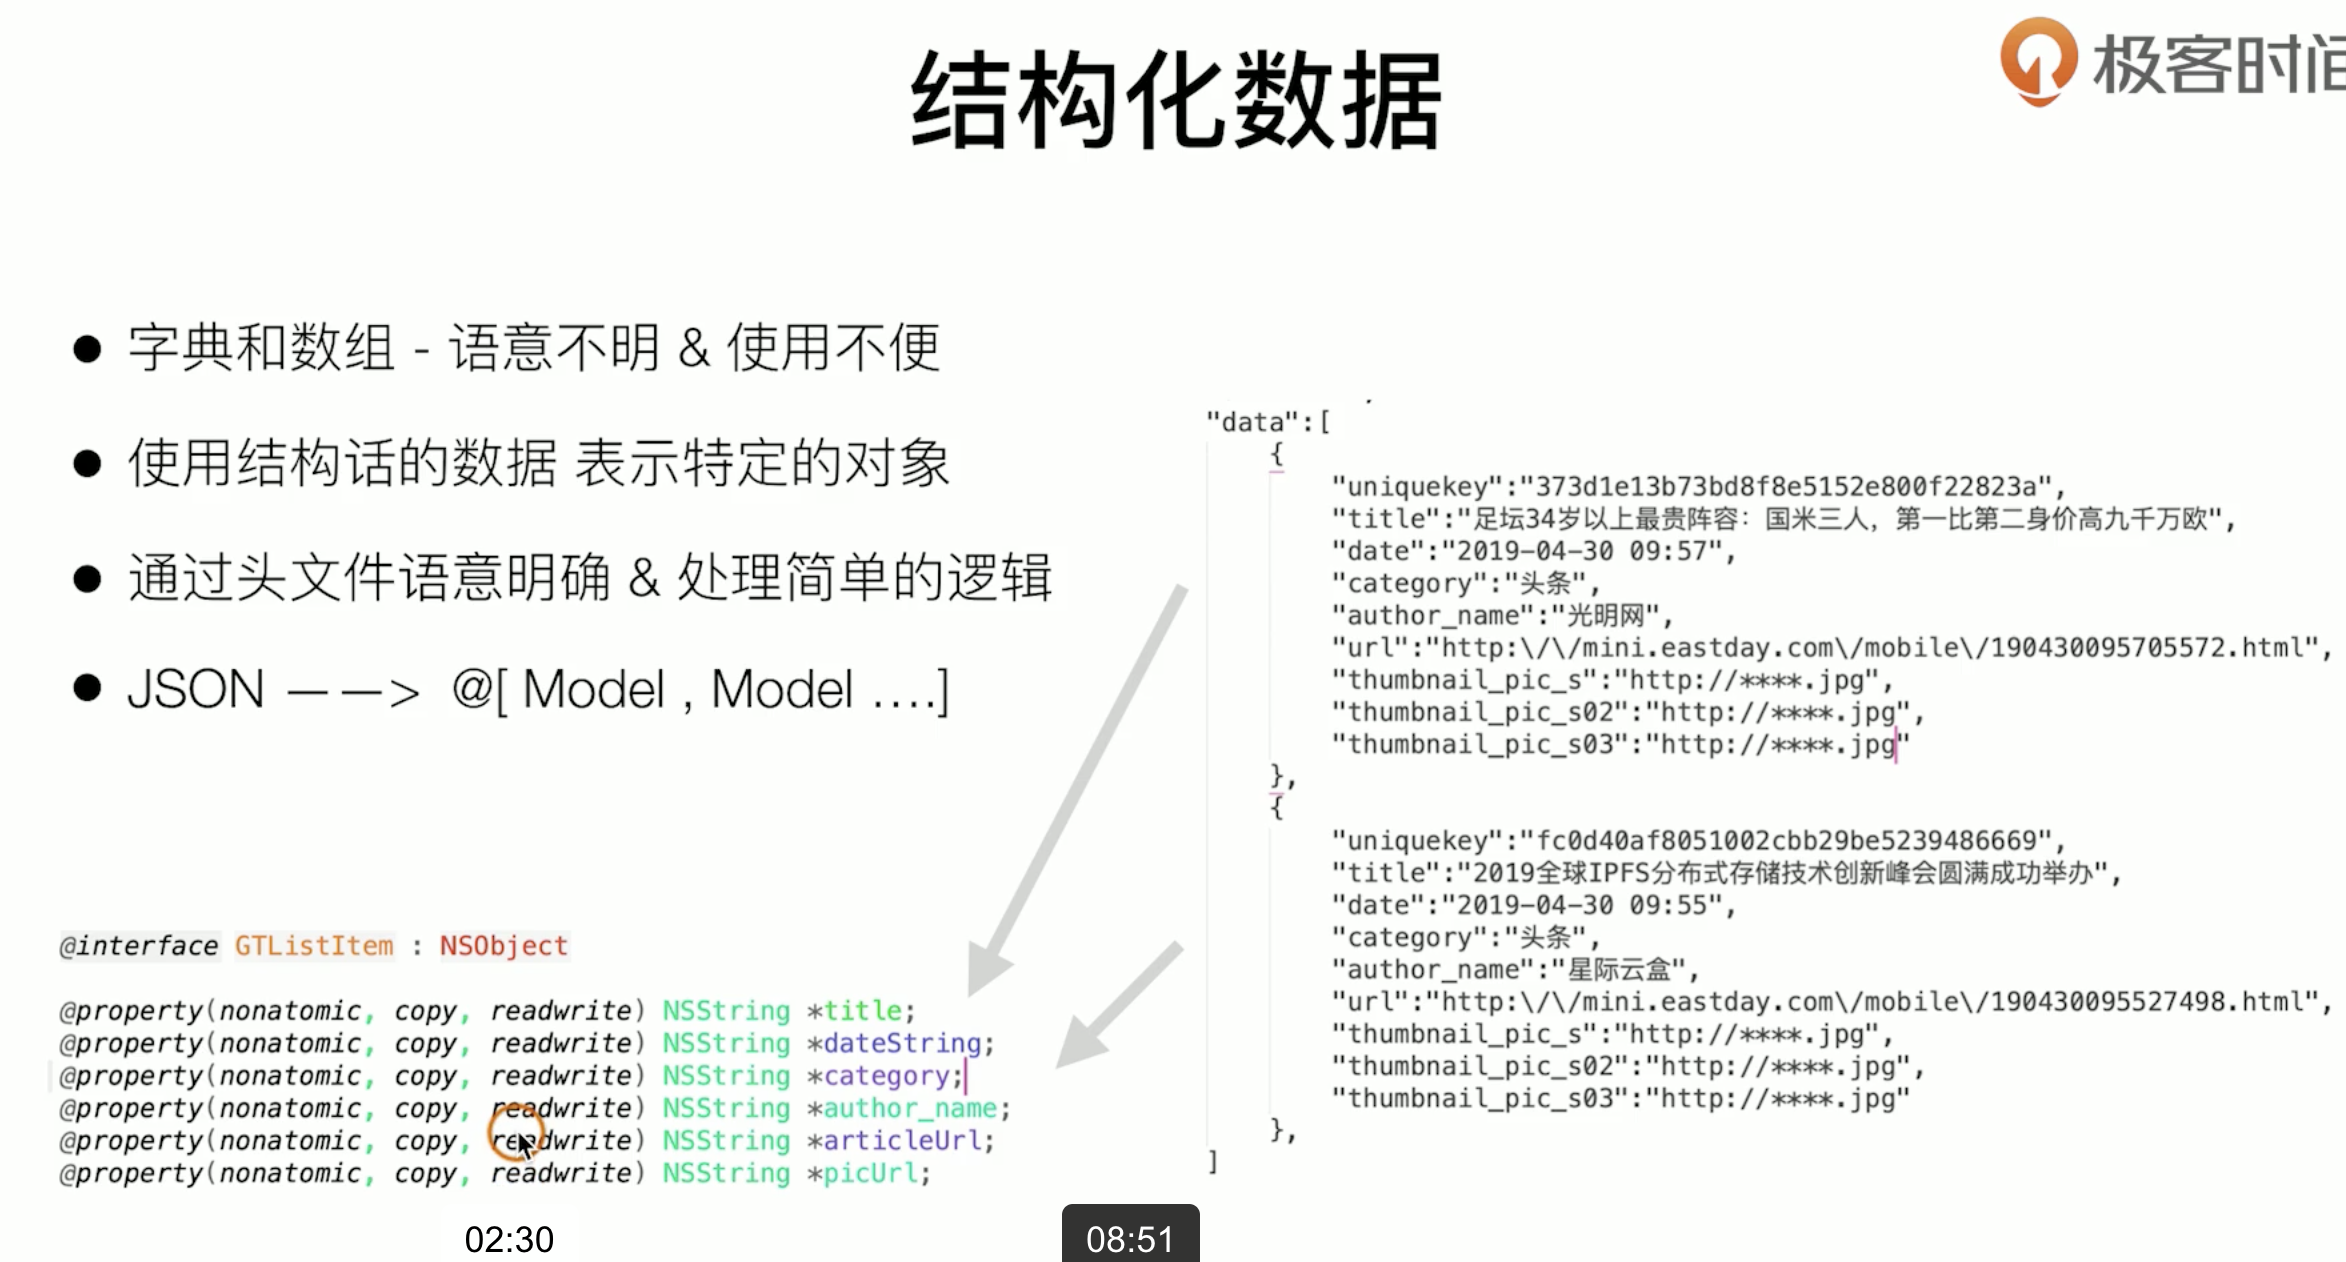 结构化数据
极客时间
字典和数组 - 语意不明 & 使用不便
使用结构话的数据 表示特定的对象
通过头文件语意明确 & 处理简单的逻辑
JSON ——> @[ Model , Model ....]
@interface GTListItem : NSObject
@property(nonatomic, copy, readwrite) NSString *title;
@property(nonatomic, copy, readwrite) NSString *dateString;
@property(nonatomic, copy, readwrite) NSString *category;
@property(nonatomic, copy, readwrite) NSString *author_name;
@property(nonatomic, copy, readwrite) NSString *articleUrl;
@property(nonatomic, copy, readwrite) NSString *picUrl;
"data":[
{
"uniquekey":"373d1e13b73bd8f8e5152e800f22823a",
"title":"足坛34岁以上最贵阵容：国米三人，第一比第二身价高九千万欧",
"date":"2019-04-30 09:57",
"category":"头条",
"author_name":"光明网",
"url":"http:\/\/mini.eastday.com\/mobile\/190430095705572.html",
"thumbnail_pic_s":"http://****.jpg",
"thumbnail_pic_s02":"http://****.jpg",
"thumbnail_pic_s03":"http://****.jpg"
},
{
"uniquekey":"fc0d40af8051002cbb29be5239486669",
"title":"2019全球IPFS分布式存储技术创新峰会圆满成功举办",
"date":"2019-04-30 09:55",
"category":"头条",
"author_name":"星际云盒",
"url":"http:\/\/mini.eastday.com\/mobile\/190430095527498.html",
"thumbnail_pic_s":"http://****.jpg",
"thumbnail_pic_s02":"http://****.jpg",
"thumbnail_pic_s03":"http://****.jpg"
},
]
02:30
08:51